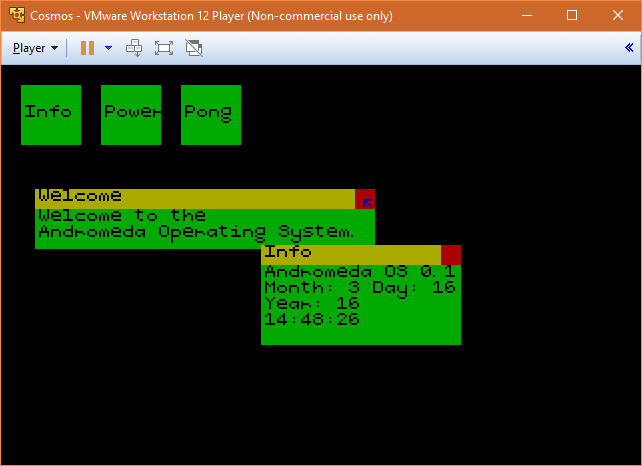 Cosmos - VMware Workstation 12 Player (Non-commercial use only)
Player
Info Power Pong
Welcome
Welcome to the
Andromeda Operating System.
Info
Andromeda OS 0.1
Month: 3 Day: 16
Year: 16
14:48:26